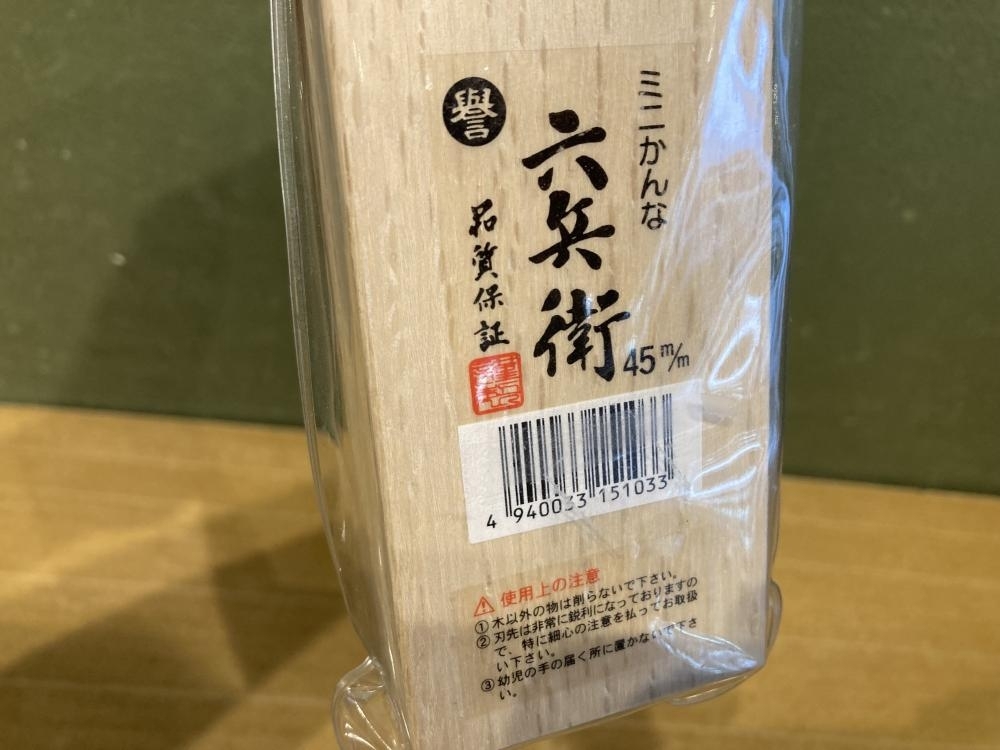 ミニかんな
六兵衛
45m/m
譽
品質保証
4 940033 151033
⚠使用上の注意
①木以外の物は削らないで下さい。
②刃先は非常に鋭利になっておりますの
で、特に細心の注意を払ってお取扱
い下さい。
③幼児の手の届く所に置かないで下さ
い。